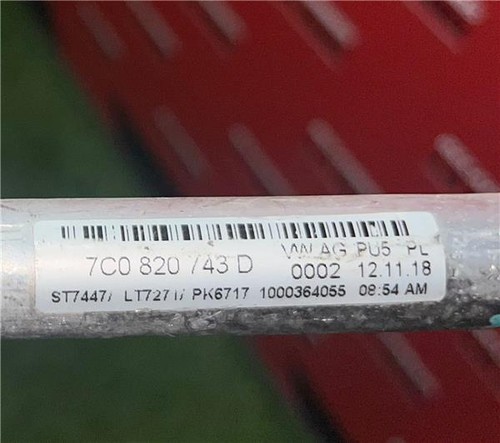 7C0 820 743 D
VW AG PU5 PL
0002 12.11.18
ST7447/ LT7271/ PK6717 1000364055 08:54 AM